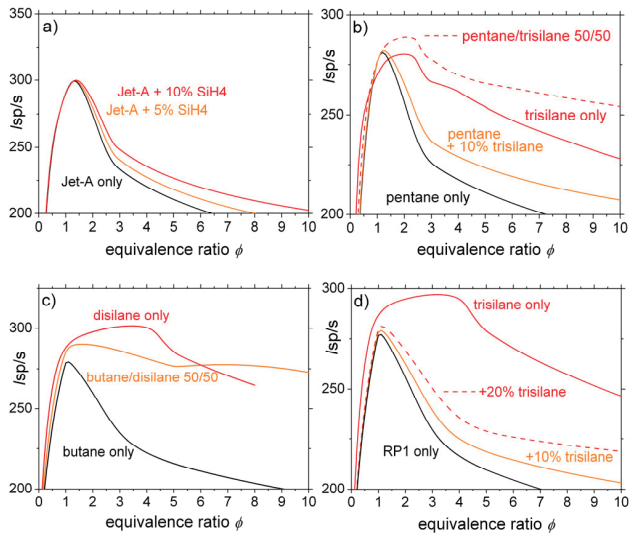 a)
Isp/s
350
300
250
200
Jet-A + 10% SiH4
Jet-A + 5% SiH4
Jet-A only
0 1 2 3 4 5 6 7 8 9 10
equivalence ratio ϕ
b)
Isp/s
300
275
250
225
200
pentane/trisilane 50/50
trisilane only
pentane
+ 10% trisilane
pentane only
0 1 2 3 4 5 6 7 8 9 10
equivalence ratio ϕ
c)
Isp/s
300
250
200
disilane only
butane/disilane 50/50
butane only
0 1 2 3 4 5 6 7 8 9 10
equivalence ratio ϕ
d)
Isp/s
300
275
250
225
200
trisilane only
+20% trisilane
RP1 only
+10% trisilane
0 1 2 3 4 5 6 7 8 9 10
equivalence ratio ϕ